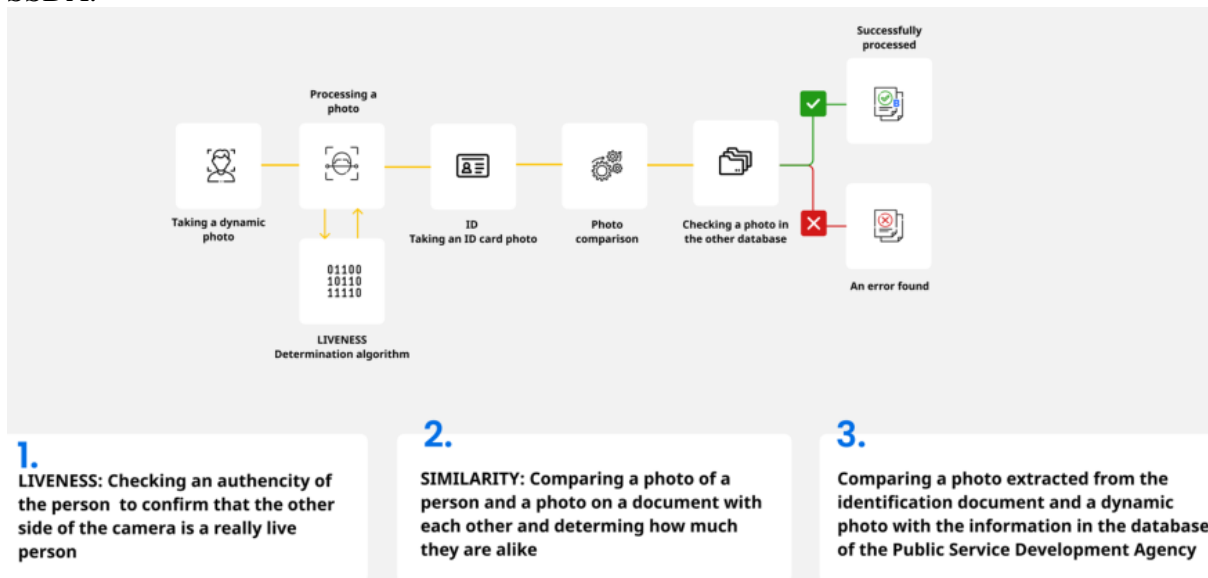 Successfully
processed
Processing a
photo
Taking a dynamic
photo
ID
Taking an ID card photo
Photo
comparison
Checking a photo in
the other database
An error found
01100
10110
11110
LIVENESS
Determination algorithm
1.
LIVENESS: Checking an authencity of
the person to confirm that the other
side of the camera is a really live
person
2.
SIMILARITY: Comparing a photo of a
person and a photo on a document with
each other and determing how much
they are alike
3.
Comparing a photo extracted from the
identification document and a dynamic
photo with the information in the database
of the Public Service Development Agency